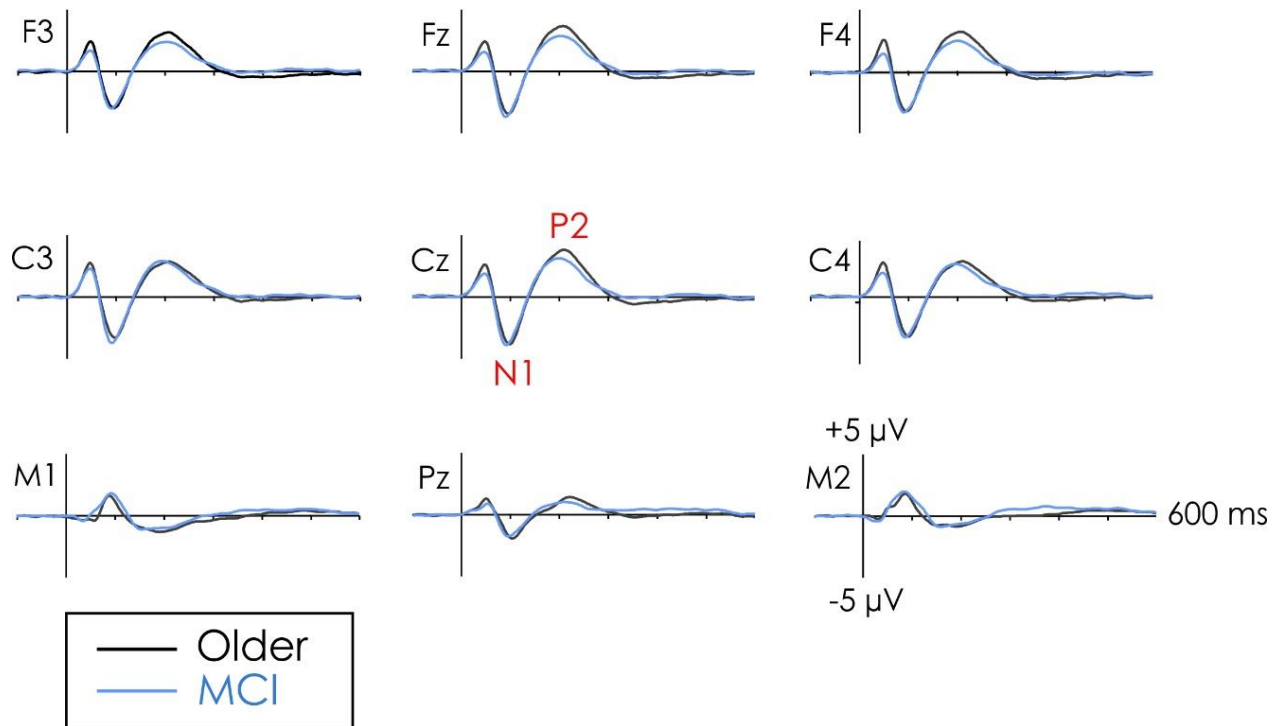 F3
Fz
F4
C3
Cz
P2
N1
C4
M1
Pz
+5 µV
M2
600 ms
-5 µV
Older
MCI